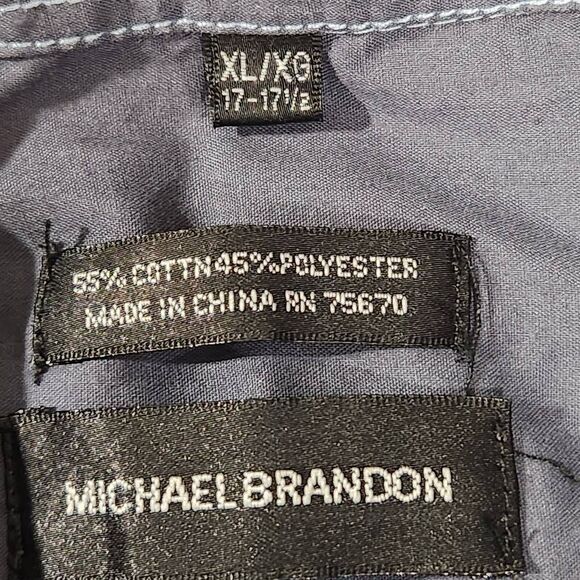 XL/XG
17-17½
55% COTTN45%POLYESTER
MADE IN CHINA RN 75670
MICHAELBRANDON